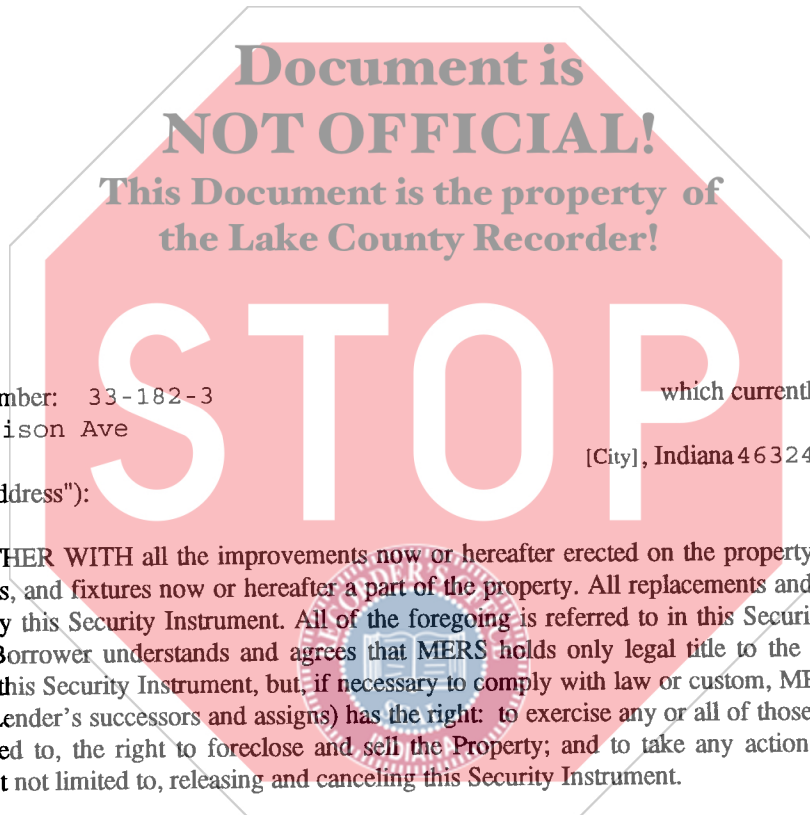 Document is
NOT OFFICIAL!
This Document is the property of
the Lake County Recorder!
STOP
mber: 33-182-3 which currentl
ison Ave
[City], Indiana 46324
ddress"):
HER WITH all the improvements now or hereafter erected on the property
s, and fixtures now or hereafter a part of the property. All replacements and
y this Security Instrument. All of the foregoing is referred to in this Securi
Borrower understands and agrees that MERS holds only legal title to the
this Security Instrument, but, if necessary to comply with law or custom, ME
Lender's successors and assigns) has the right: to exercise any or all of those
ed to, the right to foreclose and sell the Property; and to take any action
t not limited to, releasing and canceling this Security Instrument.